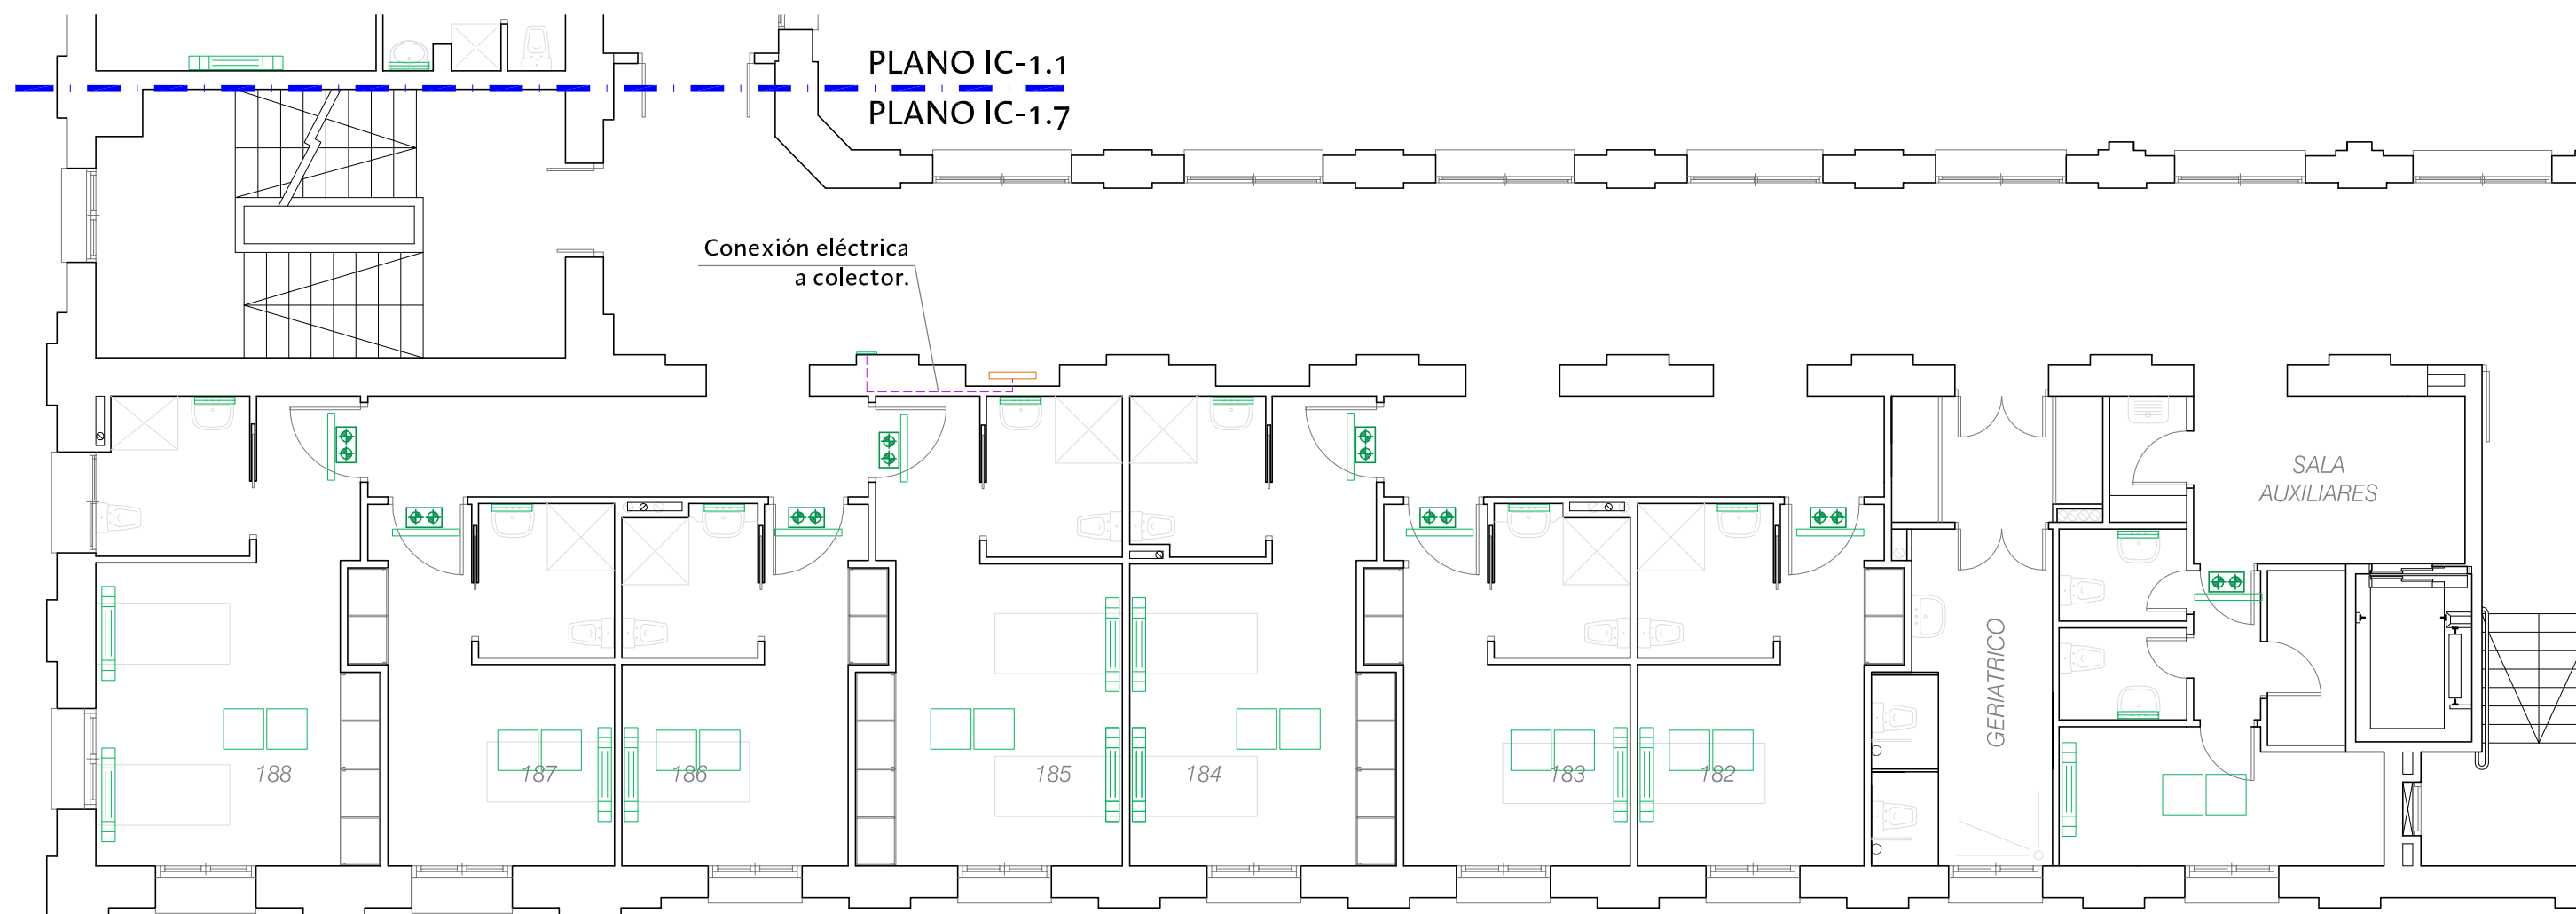 PLANO IC-1.1
PLANO IC-1.7
Conexión eléctrica
a colector.
SALA
AUXILIARES
GERIATRICO
188
187
186
185
184
183
182